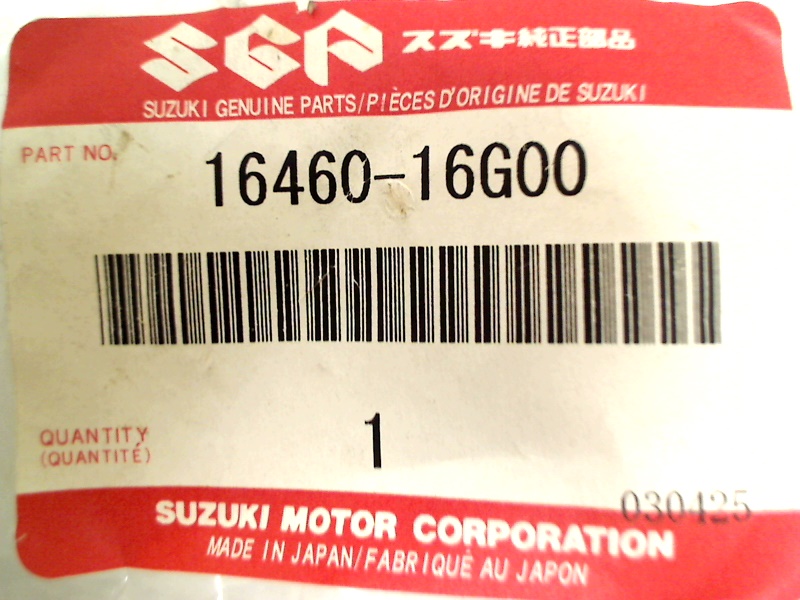 SGP スズキ純正部品
SUZUKI GENUINE PARTS/PIÈCES D'ORIGINE DE SUZUKI
PART NO. 16460-16G00
QUANTITY 1
(QUANTITÉ)
030425
SUZUKI MOTOR CORPORATION
MADE IN JAPAN/FABRIQUÉ AU JAPON